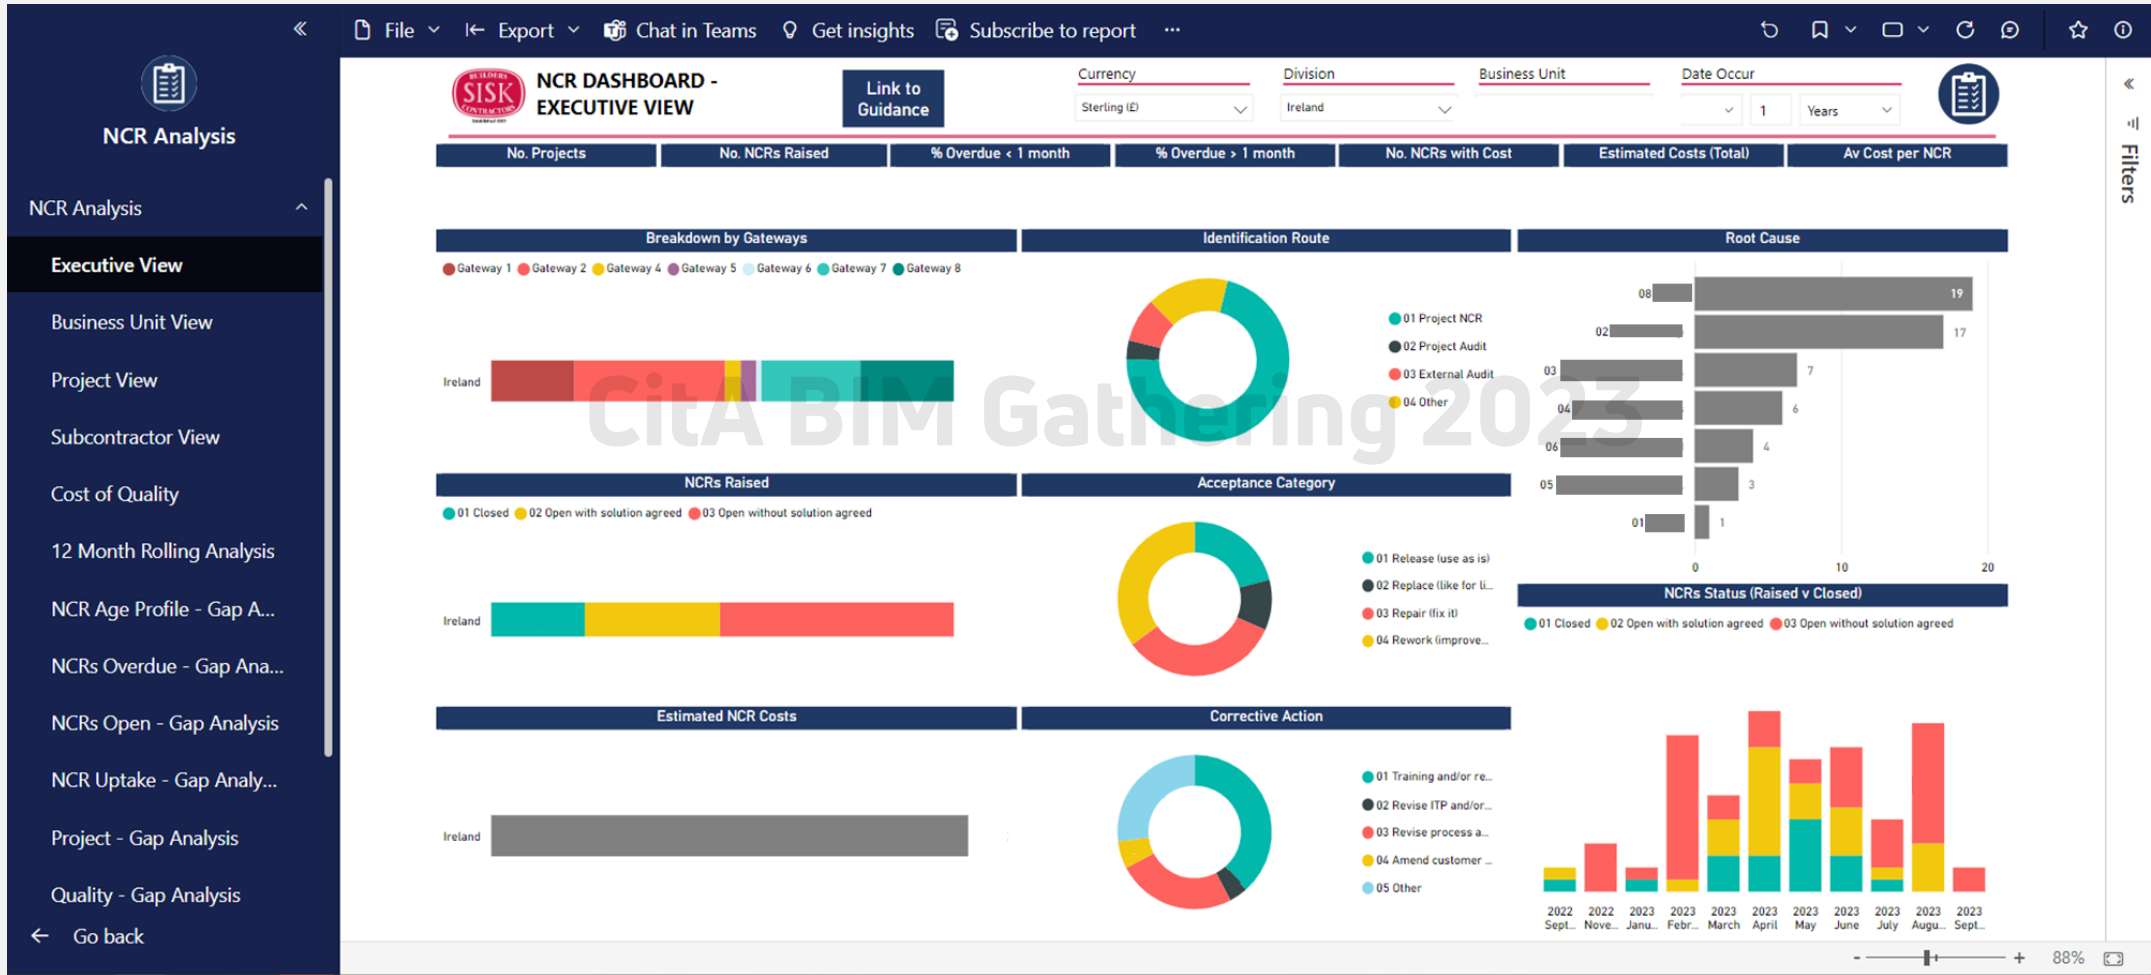 File
Export
Chat in Teams
Get insights
Subscribe to report
...
NCR Analysis
NCR Analysis
Executive View
Business Unit View
Project View
Subcontractor View
Cost of Quality
12 Month Rolling Analysis
NCR Age Profile - Gap A...
NCRs Overdue - Gap Ana...
NCRs Open - Gap Analysis
NCR Uptake - Gap Analy...
Project - Gap Analysis
Quality - Gap Analysis
Go back
BUILDERS
SISK
CONTRACTORS
NCR DASHBOARD -
EXECUTIVE VIEW
Link to
Guidance
Currency
Sterling (£)
Division
Ireland
Business Unit
Date Occur
1
Years
Filters
No. Projects
No. NCRs Raised
% Overdue < 1 month
% Overdue > 1 month
No. NCRs with Cost
Estimated Costs (Total)
Av Cost per NCR
Breakdown by Gateways
Gateway 1 Gateway 2 Gateway 4 Gateway 5 Gateway 6 Gateway 7 Gateway 8
Ireland
Identification Route
01 Project NCR
02 Project Audit
03 External Audit
04 Other
Root Cause
08 19
02 17
03 7
04 6
06 4
05 3
01 1
0 10 20
CitA BIM Gathering 2023
NCRs Raised
01 Closed 02 Open with solution agreed 03 Open without solution agreed
Ireland
Acceptance Category
01 Release (use as is)
02 Replace (like for li...
03 Repair (fix it)
04 Rework (improve...
NCRs Status (Raised v Closed)
01 Closed 02 Open with solution agreed 03 Open without solution agreed
2022 2022 2023 2023 2023 2023 2023 2023 2023 2023 2023
Sept... Nove... Janu... Febr... March April May June July Augu... Sept...
Estimated NCR Costs
Ireland
Corrective Action
01 Training and/or re...
02 Revise ITP and/or...
03 Revise process a...
04 Amend customer ...
05 Other
- + 88%